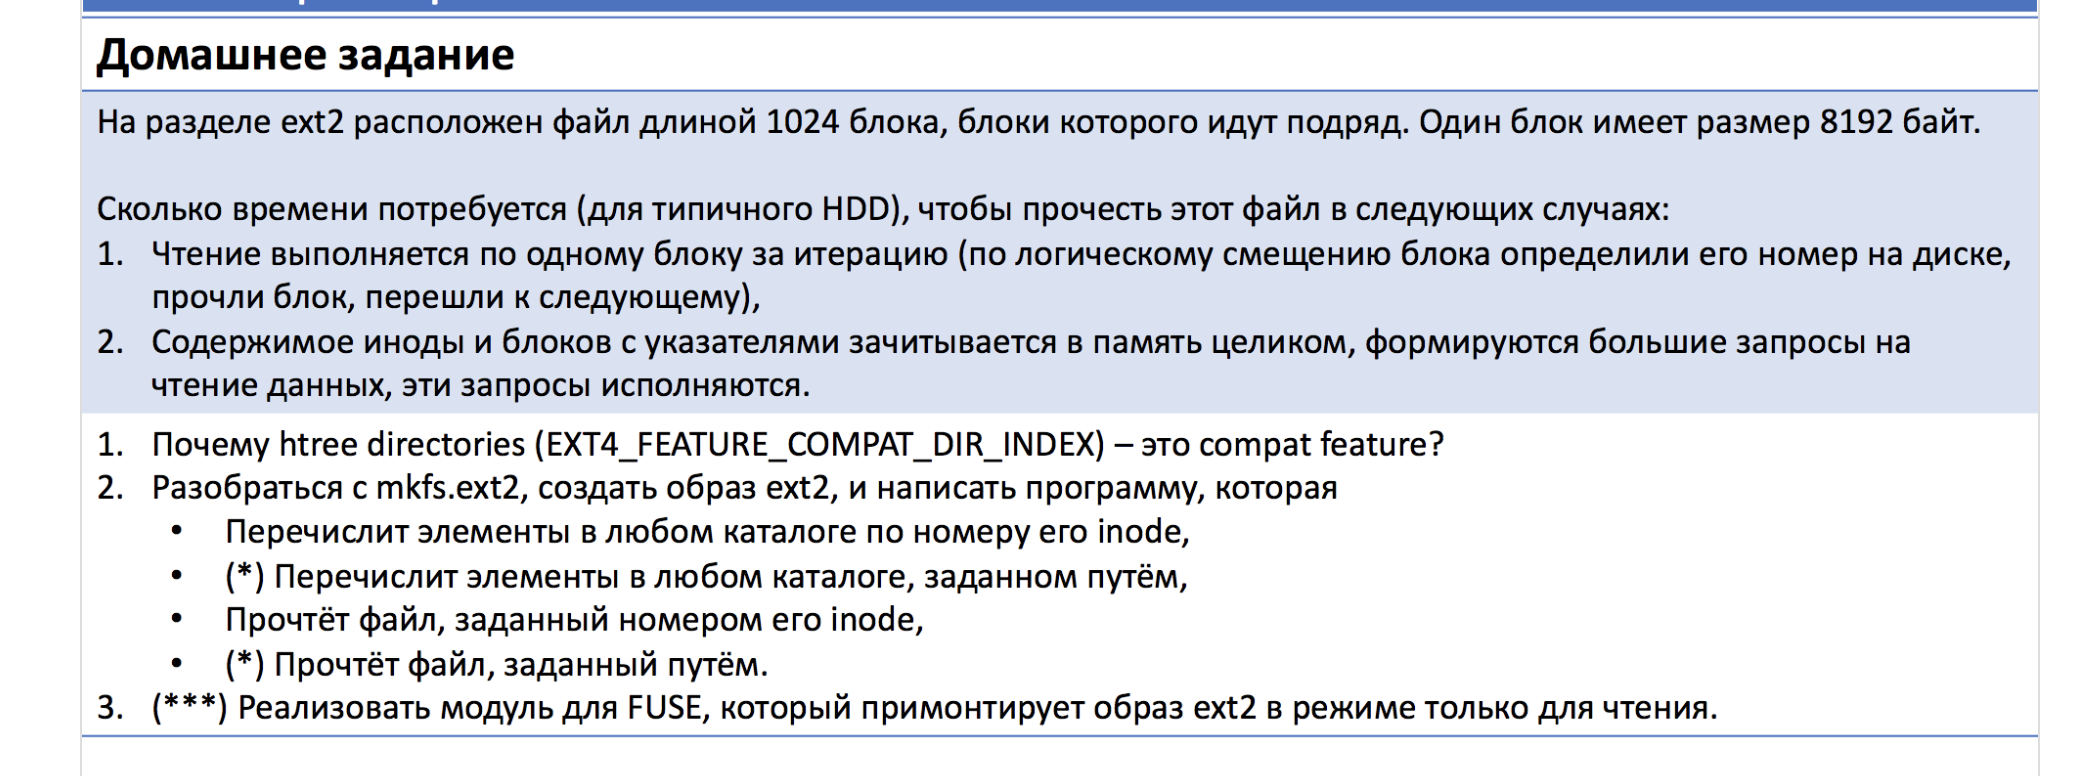 Домашнее задание
На разделе ext2 расположен файл длиной 1024 блока, блоки которого идут подряд. Один блок имеет размер 8192 байт.
Сколько времени потребуется (для типичного HDD), чтобы прочесть этот файл в следующих случаях:
1. Чтение выполняется по одному блоку за итерацию (по логическому смещению блока определили его номер на диске,
прочли блок, перешли к следующему),
2. Содержимое иноды и блоков с указателями зачитывается в память целиком, формируются большие запросы на
чтение данных, эти запросы исполняются.
1. Почему htree directories (EXT4_FEATURE_COMPAT_DIR_INDEX) – это compat feature?
2. Разобраться с mkfs.ext2, создать образ ext2, и написать программу, которая
• Перечислит элементы в любом каталоге по номеру его inode,
• (*) Перечислит элементы в любом каталоге, заданном путём,
• Прочтёт файл, заданный номером его inode,
• (*) Прочтёт файл, заданный путём.
3. (***) Реализовать модуль для FUSE, который примонтирует образ ext2 в режиме только для чтения.